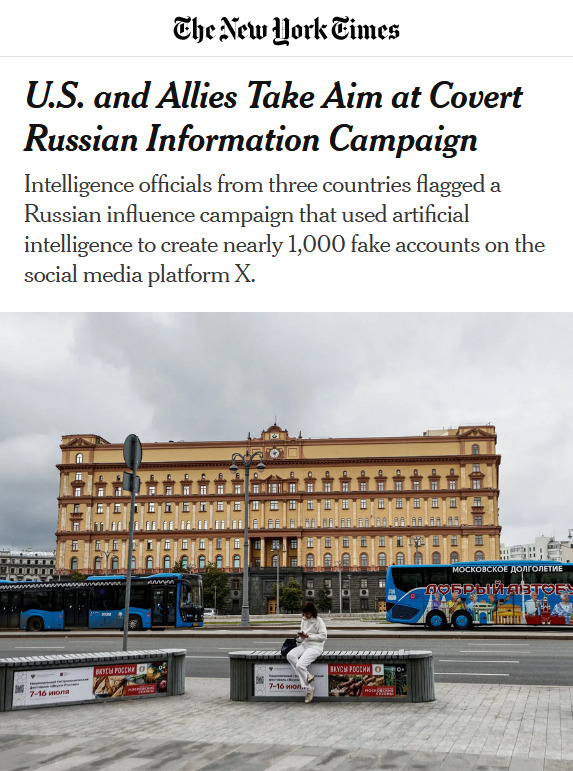 The New York Times
U.S. and Allies Take Aim at Covert
Russian Information Campaign
Intelligence officials from three countries flagged a
Russian influence campaign that used artificial
intelligence to create nearly 1,000 fake accounts on the
social media platform X.
МОСКОВСКОЕ ДОЛГОЛЕТИЕ
ДОБРЫЙ АВТОБУ
ВКУСЫ РОССИИ
7–16 июля
ВКУСЫ РОССИИ
7–16 июля